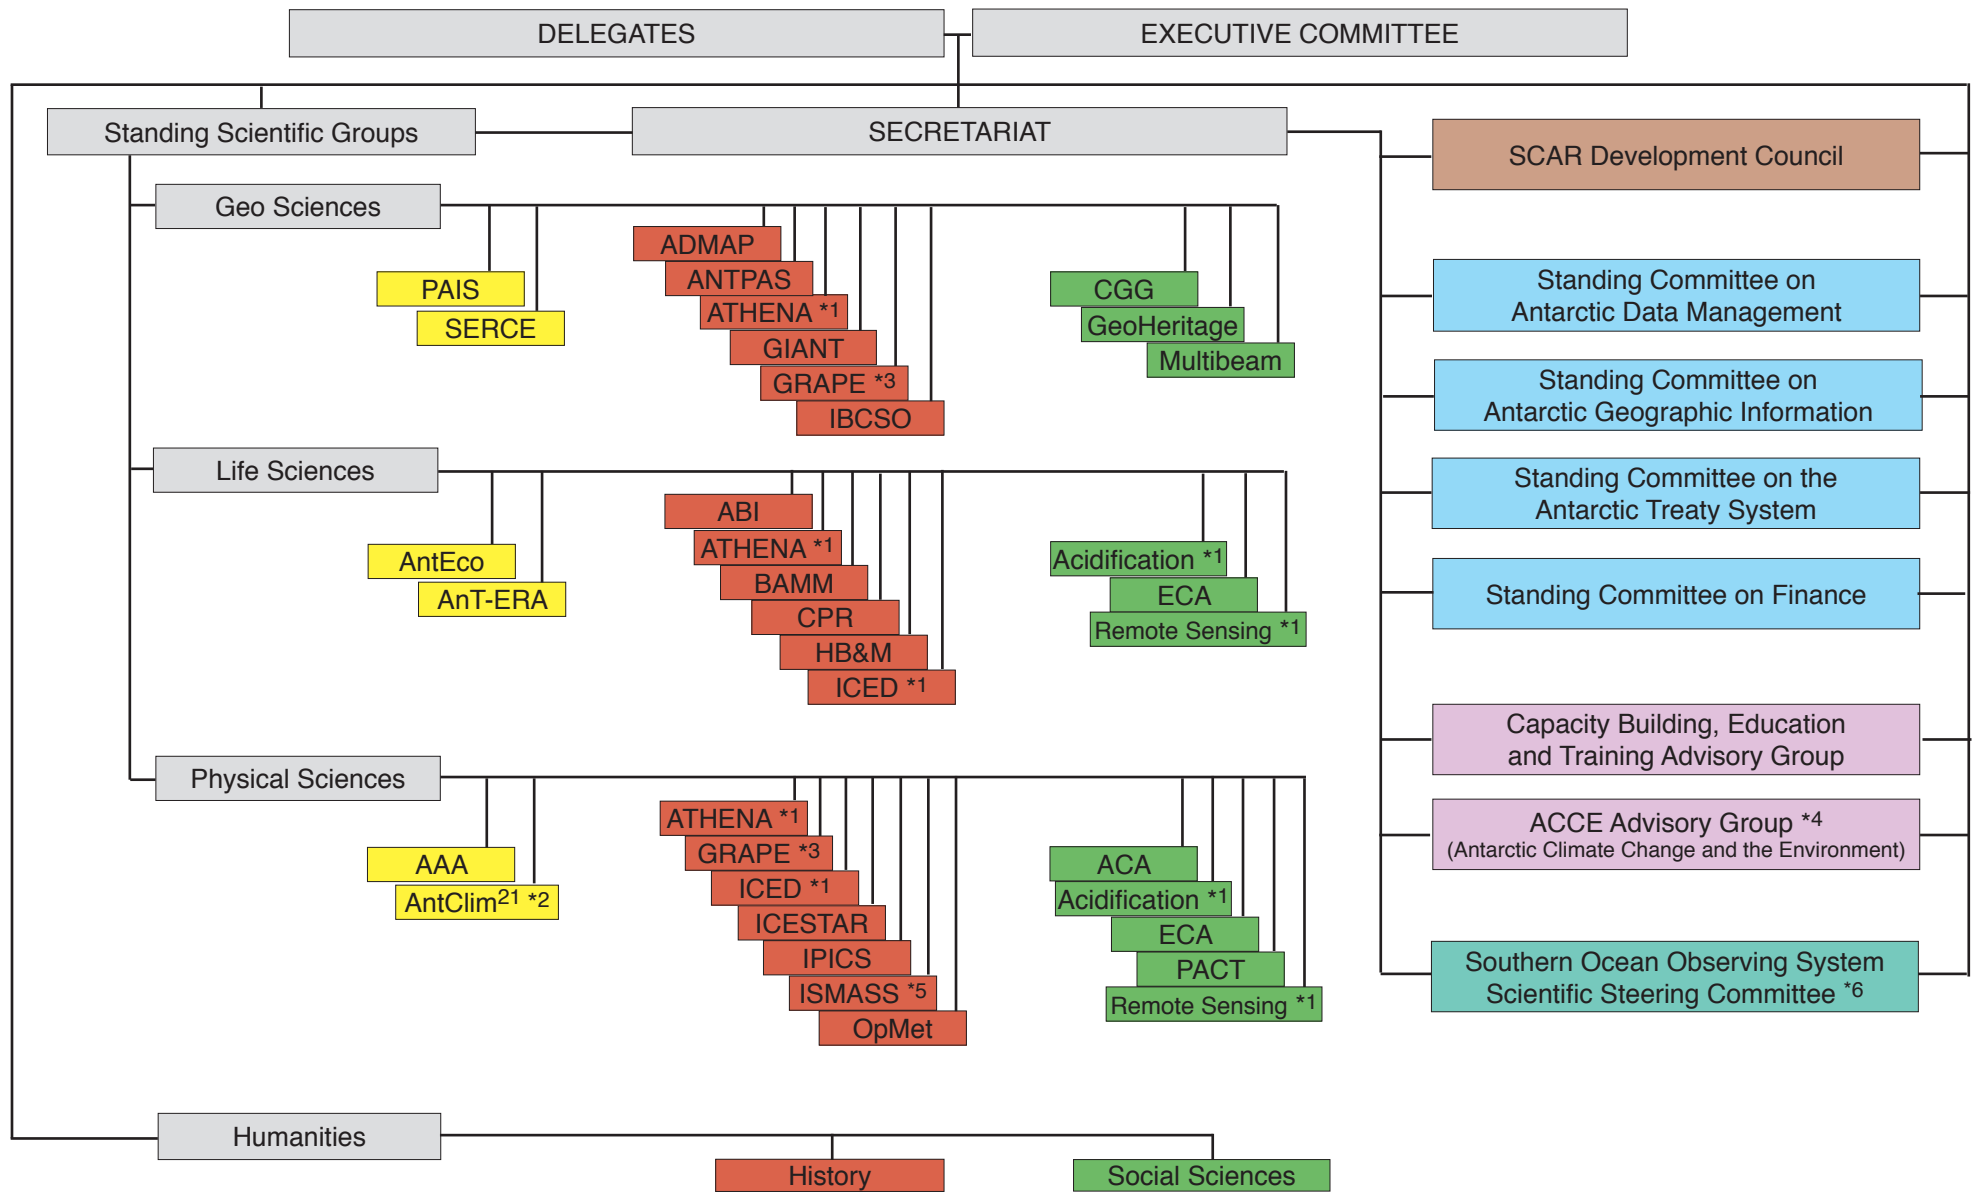 DELEGATES
EXECUTIVE COMMITTEE
Standing Scientific Groups
SECRETARIAT
Geo Sciences
PAIS
SERCE
ADMAP
ANTPAS
ATHENA *1
GIANT
GRAPE *3
IBCSO
CGG
GeoHeritage
Multibeam
Life Sciences
AntEco
AnT-ERA
ABI
ATHENA *1
BAMM
CPR
HB&M
ICED *1
Acidification *1
ECA
Remote Sensing *1
Physical Sciences
AAA
AntClim21 *2
ATHENA *1
GRAPE *3
ICED *1
ICESTAR
IPICS
ISMASS *5
OpMet
ACA
Acidification *1
ECA
PACT
Remote Sensing *1
Humanities
History
Social Sciences
SCAR Development Council
Standing Committee on
Antarctic Data Management
Standing Committee on
Antarctic Geographic Information
Standing Committee on the
Antarctic Treaty System
Standing Committee on Finance
Capacity Building, Education
and Training Advisory Group
ACCE Advisory Group *4
(Antarctic Climate Change and the Environment)
Southern Ocean Observing System
Scientific Steering Committee *6